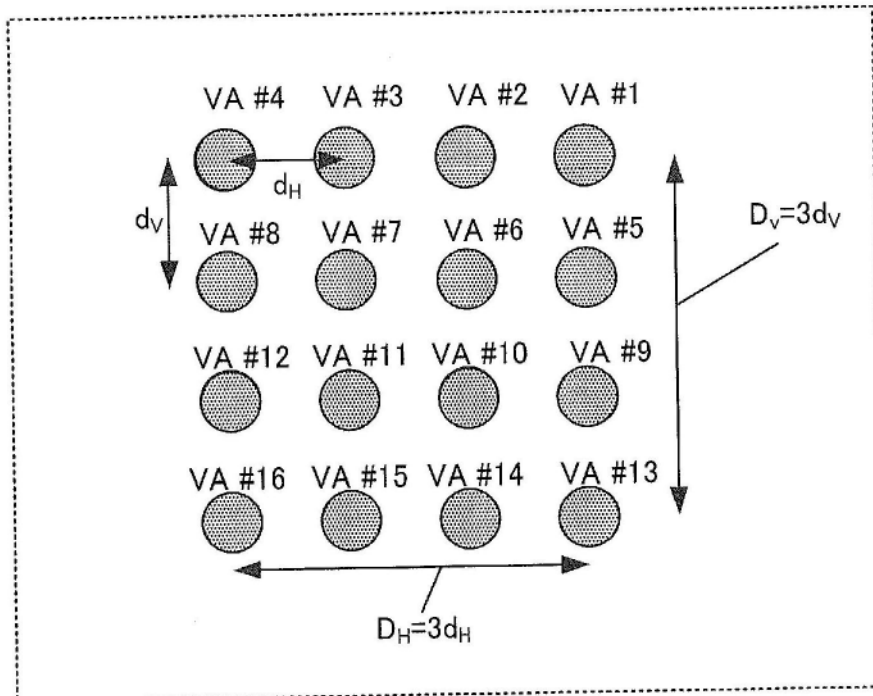 VA #4 VA #3 VA #2 VA #1
dH
dV
VA #8 VA #7 VA #6 VA #5
Dv=3dV
VA #12 VA #11 VA #10 VA #9
VA #16 VA #15 VA #14 VA #13
DH=3dH